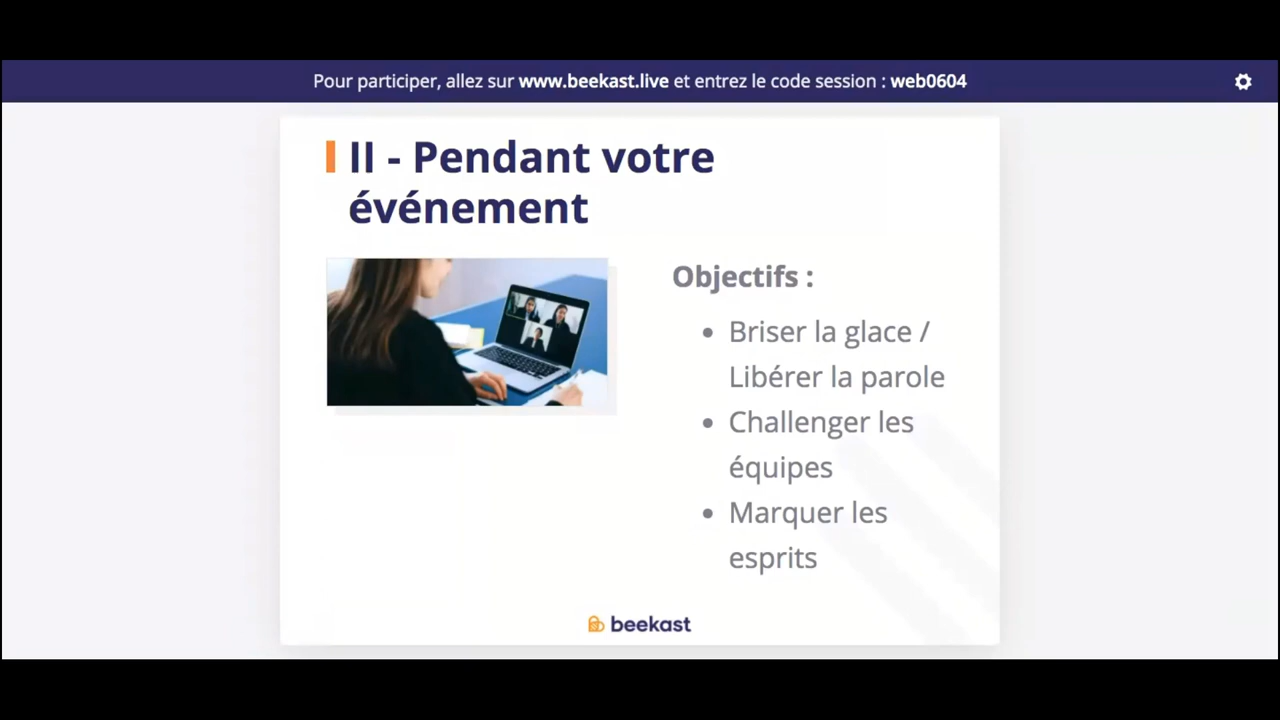 Pour participer, allez sur www.beekast.live et entrez le code session : web0604
II - Pendant votre
événement
Objectifs :
• Briser la glace /
Libérer la parole
• Challenger les
équipes
• Marquer les
esprits
beekast